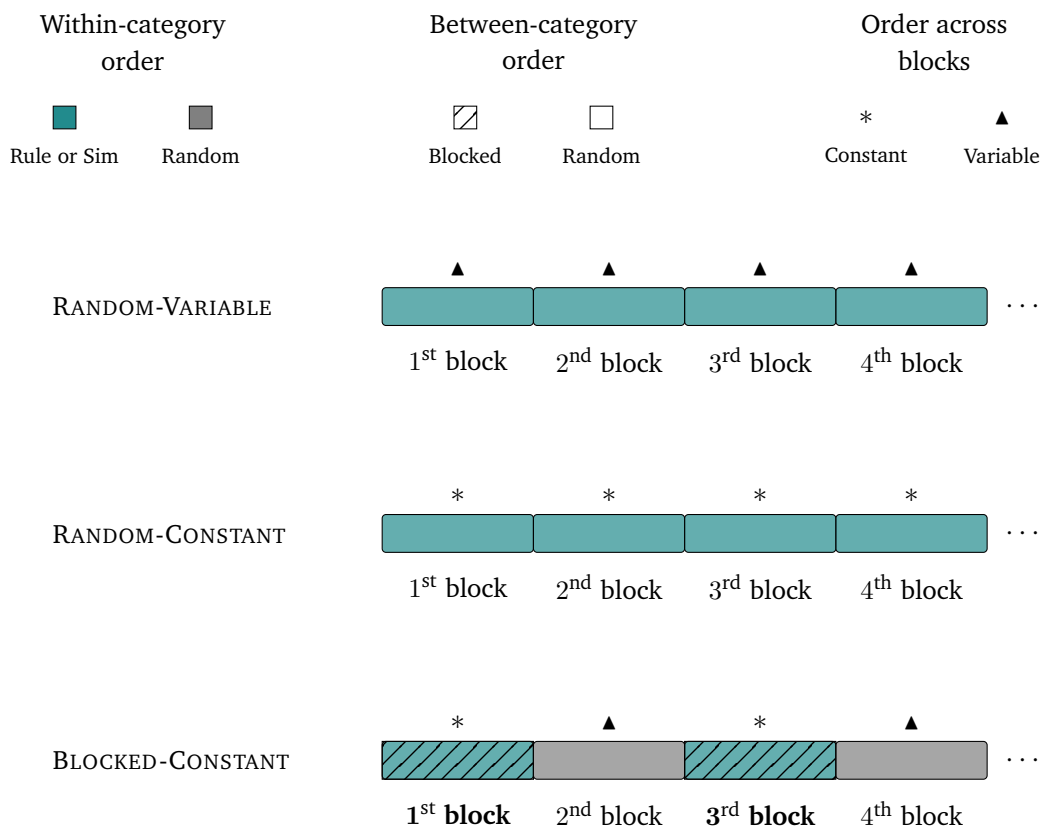 Within-category order
Between-category order
Order across blocks
* ▲
Rule or Sim Random Blocked Random Constant Variable
▲ ▲ ▲ ▲
RANDOM-VARIABLE ...
1st block 2nd block 3rd block 4th block
* * * *
RANDOM-CONSTANT ...
1st block 2nd block 3rd block 4th block
* ▲ * ▲
BLOCKED-CONSTANT ...
1st block 2nd block 3rd block 4th block